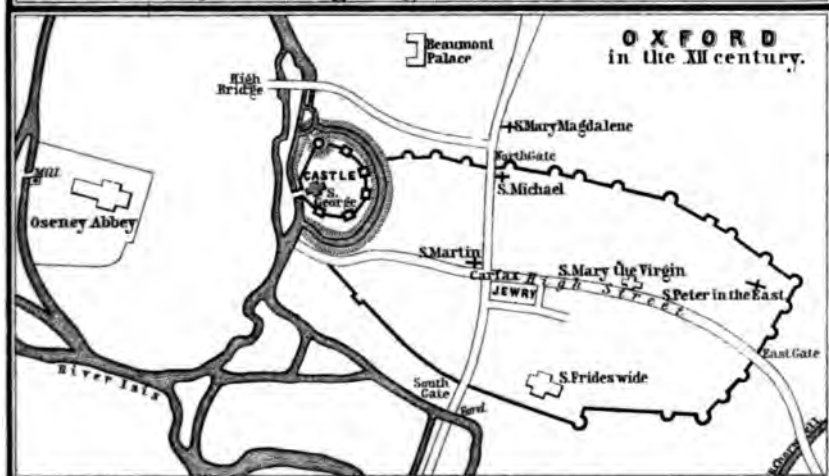 OXFORD
in the XII century.
Beaumont
Palace
High
Bridge
S. Mary Magdalene
North Gate
S. Michael
CASTLE
S.
George
Mill
Oseney Abbey
S. Martin
Carfax
High Street
S. Mary the Virgin
S. Peter in the East
JEWRY
East Gate
S. Frideswide
South
Gate
Ford
River Isis